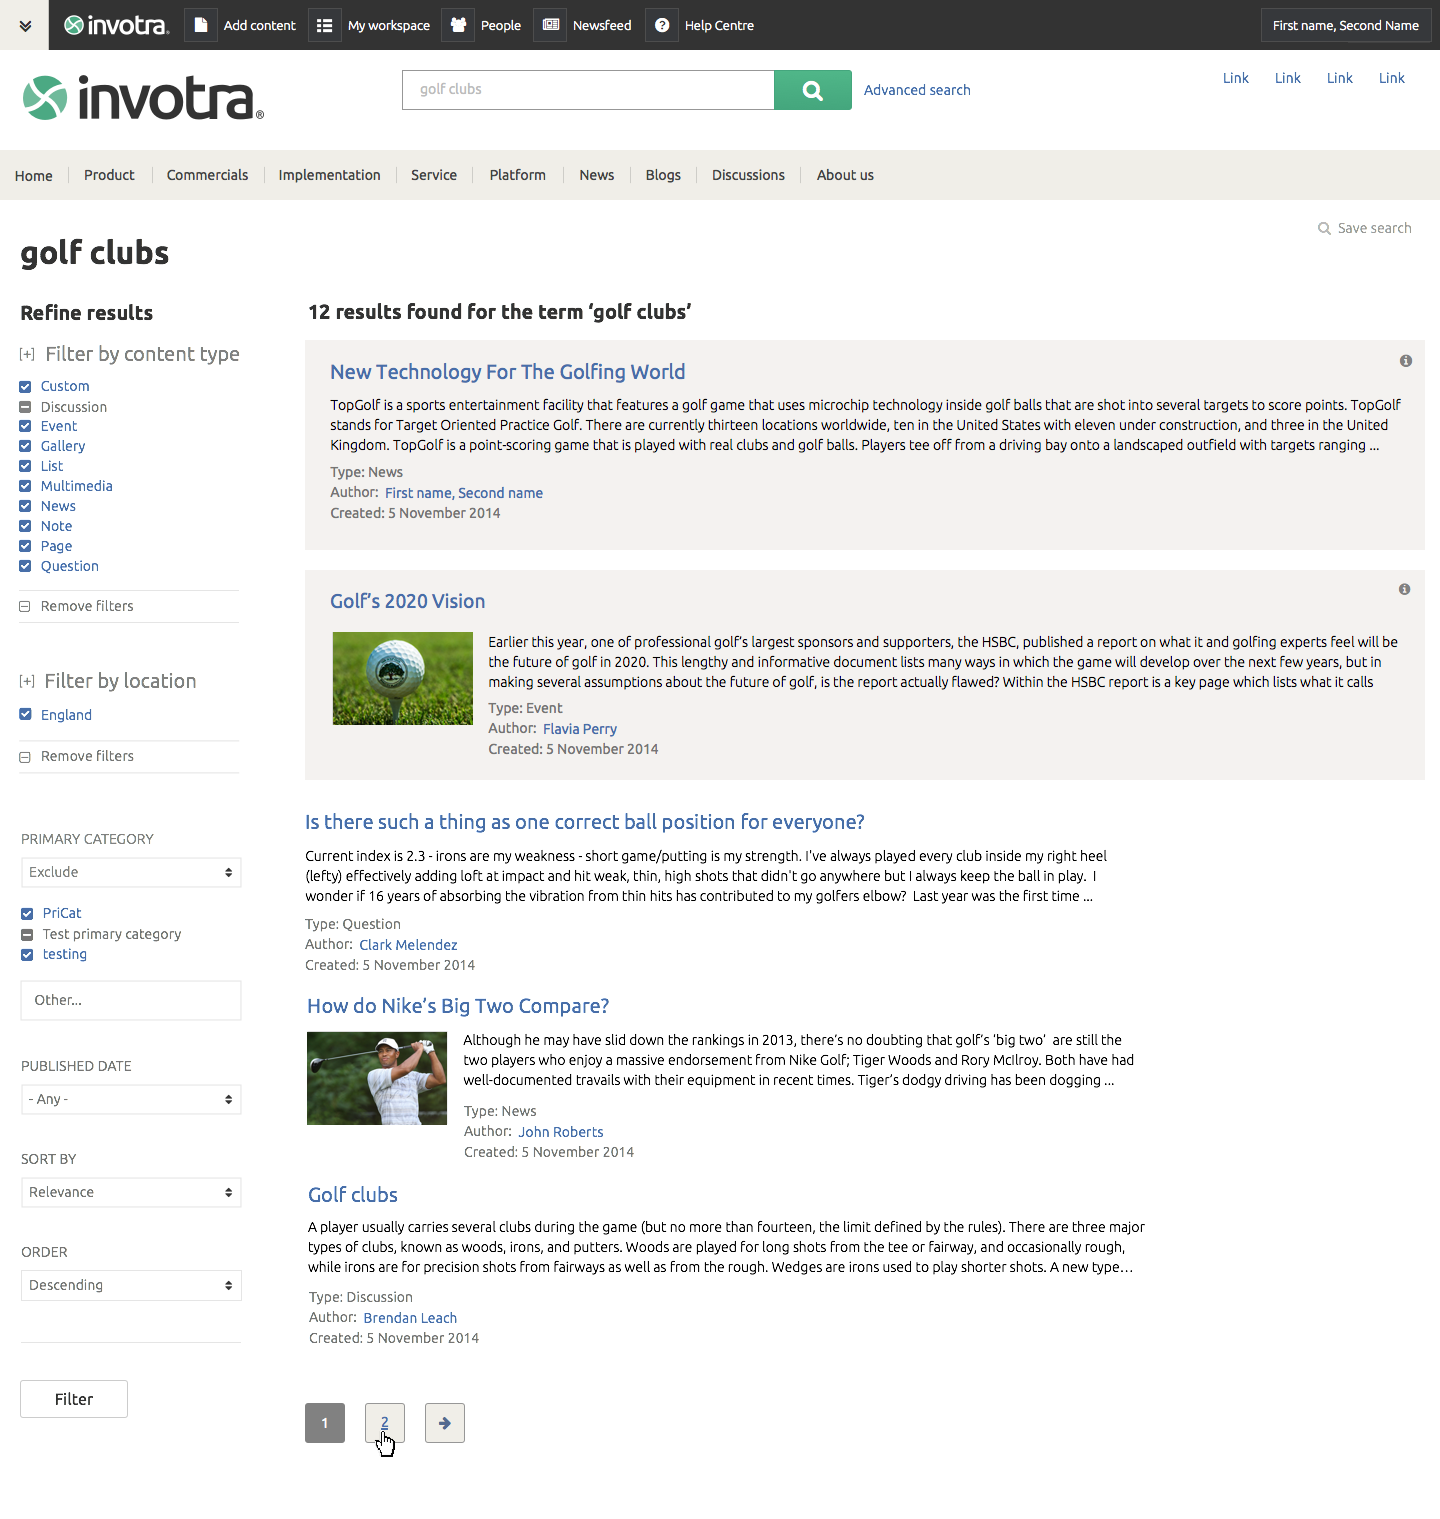 invotra®
Add content
My workspace
People
Newsfeed
Help Centre
First name, Second Name
invotra®
golf clubs
Advanced search
Link
Link
Link
Link
Home
Product
Commercials
Implementation
Service
Platform
News
Blogs
Discussions
About us
Save search
golf clubs
Refine results
[+] Filter by content type
Custom
Discussion
Event
Gallery
List
Multimedia
News
Note
Page
Question
Remove filters
[+] Filter by location
England
Remove filters
PRIMARY CATEGORY
Exclude
PriCat
Test primary category
testing
Other...
PUBLISHED DATE
- Any -
SORT BY
Relevance
ORDER
Descending
Filter
12 results found for the term ‘golf clubs’
New Technology For The Golfing World
TopGolf is a sports entertainment facility that features a golf game that uses microchip technology inside golf balls that are shot into several targets to score points. TopGolf
stands for Target Oriented Practice Golf. There are currently thirteen locations worldwide, ten in the United States with eleven under construction, and three in the United
Kingdom. TopGolf is a point-scoring game that is played with real clubs and golf balls. Players tee off from a driving bay onto a landscaped outfield with targets ranging ...
Type: News
Author: First name, Second name
Created: 5 November 2014
Golf’s 2020 Vision
Earlier this year, one of professional golf’s largest sponsors and supporters, the HSBC, published a report on what it and golfing experts feel will be
the future of golf in 2020. This lengthy and informative document lists many ways in which the game will develop over the next few years, but in
making several assumptions about the future of golf, is the report actually flawed? Within the HSBC report is a key page which lists what it calls
Type: Event
Author: Flavia Perry
Created: 5 November 2014
Is there such a thing as one correct ball position for everyone?
Current index is 2.3 - irons are my weakness - short game/putting is my strength. I've always played every club inside my right heel
(lefty) effectively adding loft at impact and hit weak, thin, high shots that didn't go anywhere but I always keep the ball in play. I
wonder if 16 years of absorbing the vibration from thin hits has contributed to my golfers elbow? Last year was the first time ...
Type: Question
Author: Clark Melendez
Created: 5 November 2014
How do Nike’s Big Two Compare?
Although he may have slid down the rankings in 2013, there’s no doubting that golf’s ‘big two’ are still the
two players who enjoy a massive endorsement from Nike Golf; Tiger Woods and Rory McIlroy. Both have had
well-documented travails with their equipment in recent times. Tiger’s dodgy driving has been dogging ...
Type: News
Author: John Roberts
Created: 5 November 2014
Golf clubs
A player usually carries several clubs during the game (but no more than fourteen, the limit defined by the rules). There are three major
types of clubs, known as woods, irons, and putters. Woods are played for long shots from the tee or fairway, and occasionally rough,
while irons are for precision shots from fairways as well as from the rough. Wedges are irons used to play shorter shots. A new type...
Type: Discussion
Author: Brendan Leach
Created: 5 November 2014
1
2